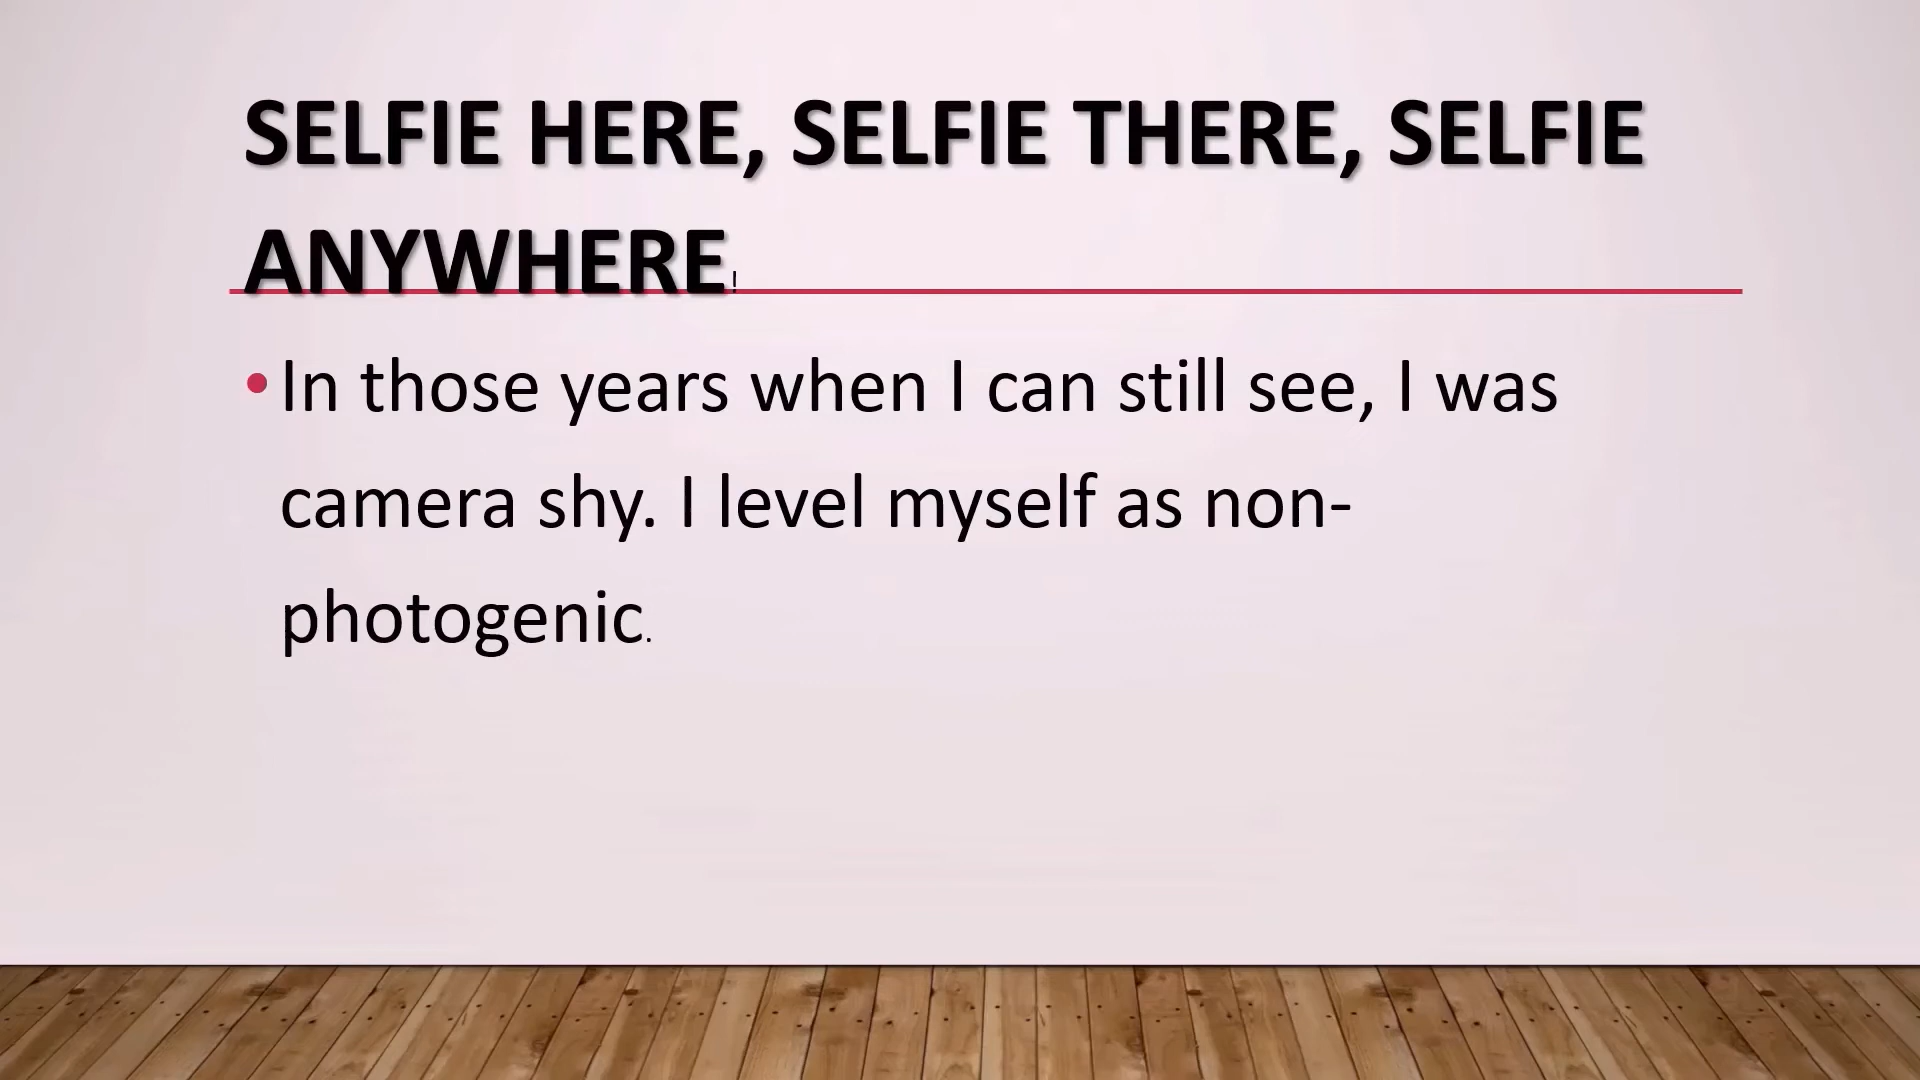 SELFIE HERE, SELFIE THERE, SELFIE
ANYWHERE!
• In those years when I can still see, I was
camera shy. I level myself as non-
photogenic.